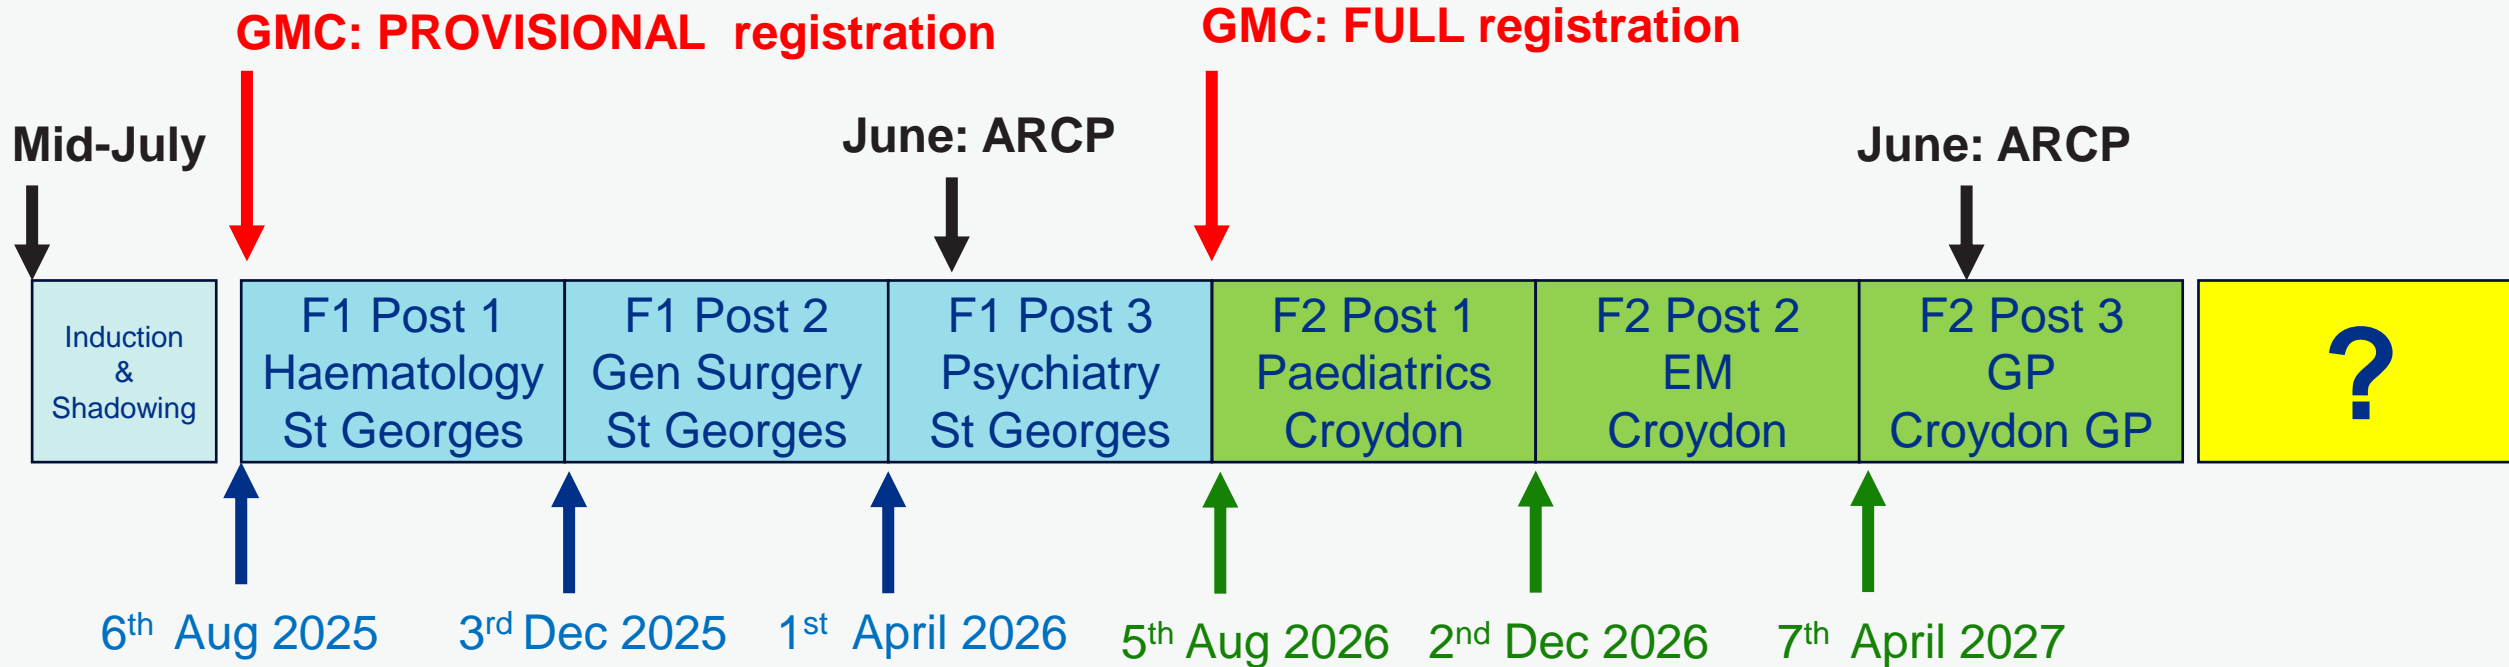 GMC: PROVISIONAL registration
GMC: FULL registration
Mid-July
June: ARCP
June: ARCP
Induction
&
Shadowing
F1 Post 1
Haematology
St Georges
F1 Post 2
Gen Surgery
St Georges
F1 Post 3
Psychiatry
St Georges
F2 Post 1
Paediatrics
Croydon
F2 Post 2
EM
Croydon
F2 Post 3
GP
Croydon GP
?
6th Aug 2025
3rd Dec 2025
1st April 2026
5th Aug 2026
2nd Dec 2026
7th April 2027